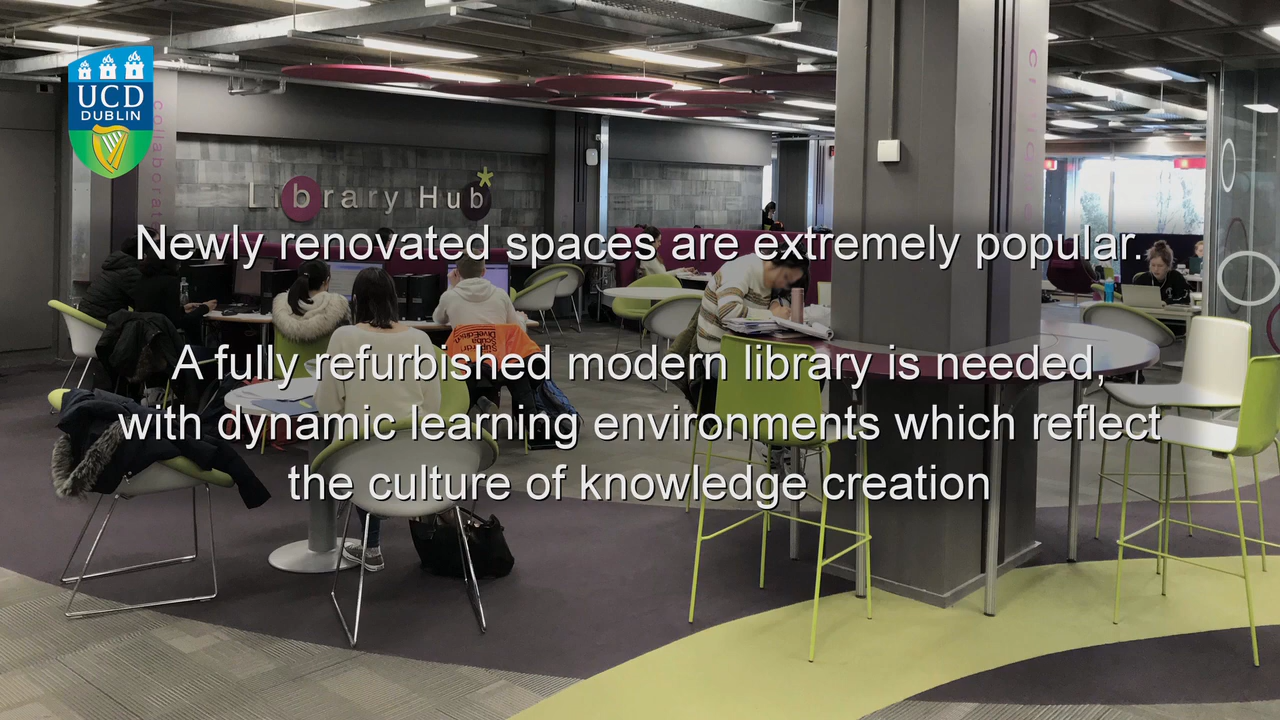 UCD
DUBLIN
collaborat
Library Hub
Newly renovated spaces are extremely popular.
A fully refurbished modern library is needed,
with dynamic learning environments which reflect
the culture of knowledge creation